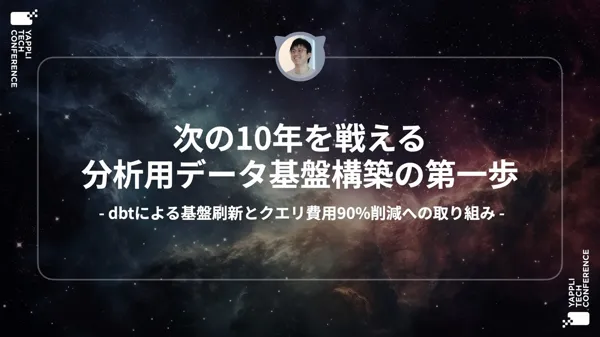 YAPPLI
TECH
CONFERENCE
次の10年を戦える
分析用データ基盤構築の第一歩
- dbtによる基盤刷新とクエリ費用90%削減への取り組み -
YAPPLI
TECH
CONFERENCE